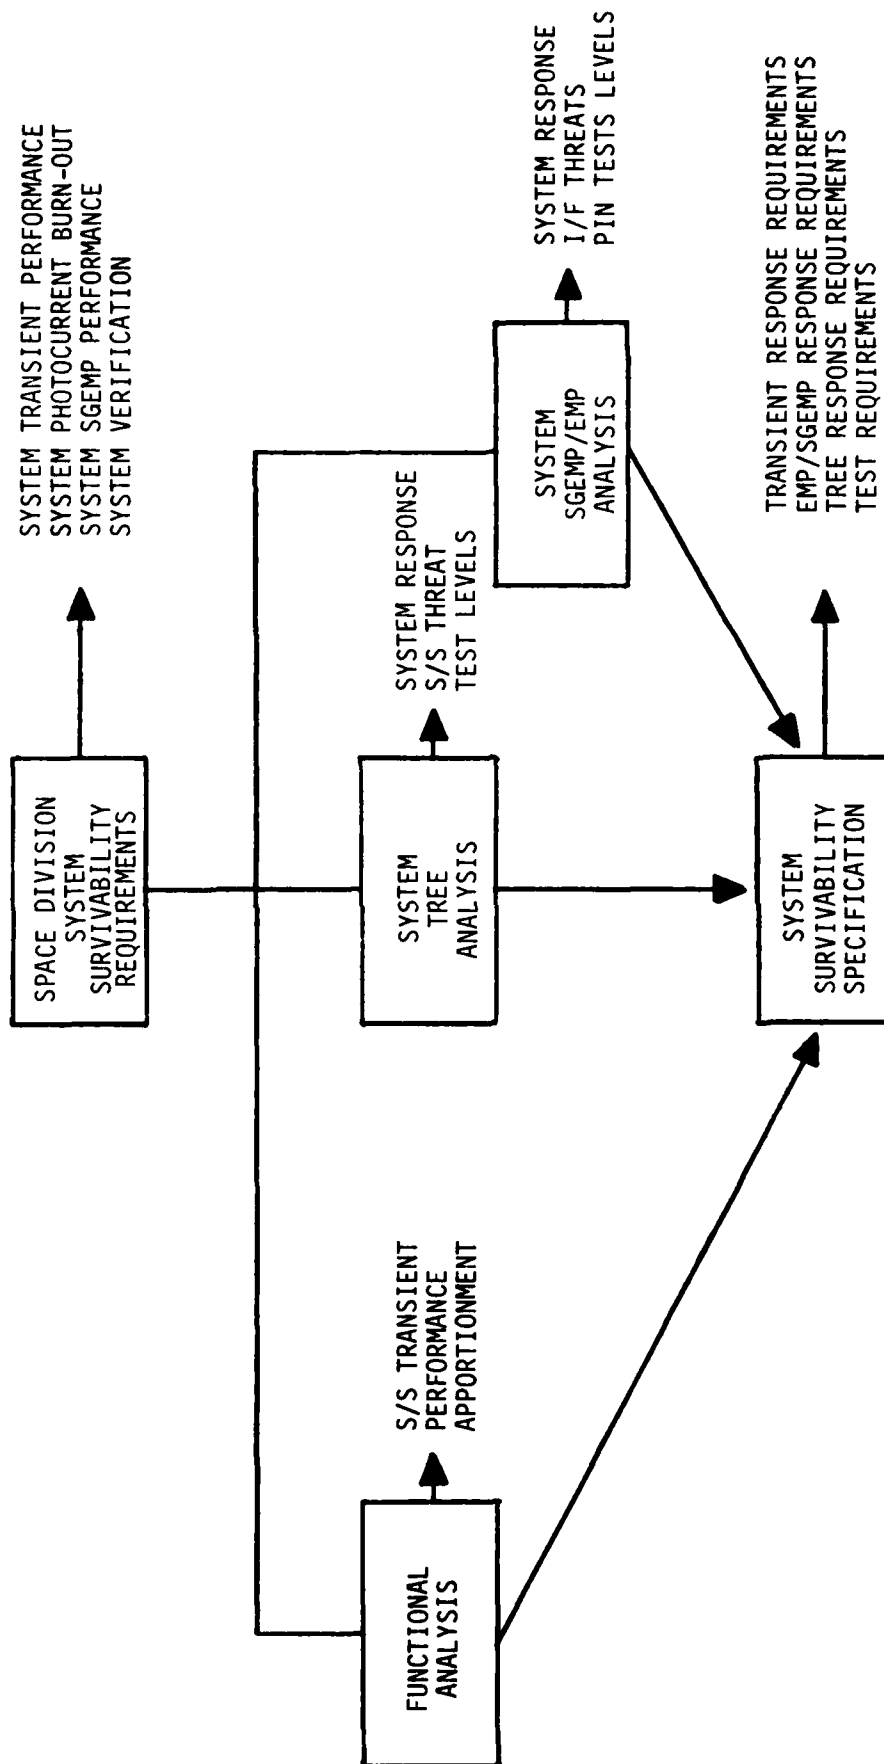 SPACE DIVISION
SYSTEM
SURVIVABILITY
REQUIREMENTS
SYSTEM TRANSIENT PERFORMANCE
SYSTEM PHOTOCURRENT BURN-OUT
SYSTEM SGEMP PERFORMANCE
SYSTEM VERIFICATION
FUNCTIONAL
ANALYSIS
S/S TRANSIENT
PERFORMANCE
APPORTIONMENT
SYSTEM
TREE
ANALYSIS
SYSTEM RESPONSE
S/S THREAT
TEST LEVELS
SYSTEM
SGEMP/EMP
ANALYSIS
SYSTEM RESPONSE
I/F THREATS
PIN TESTS LEVELS
SYSTEM
SURVIVABILITY
SPECIFICATION
TRANSIENT RESPONSE REQUIREMENTS
EMP/SGEMP RESPONSE REQUIREMENTS
TREE RESPONSE REQUIREMENTS
TEST REQUIREMENTS